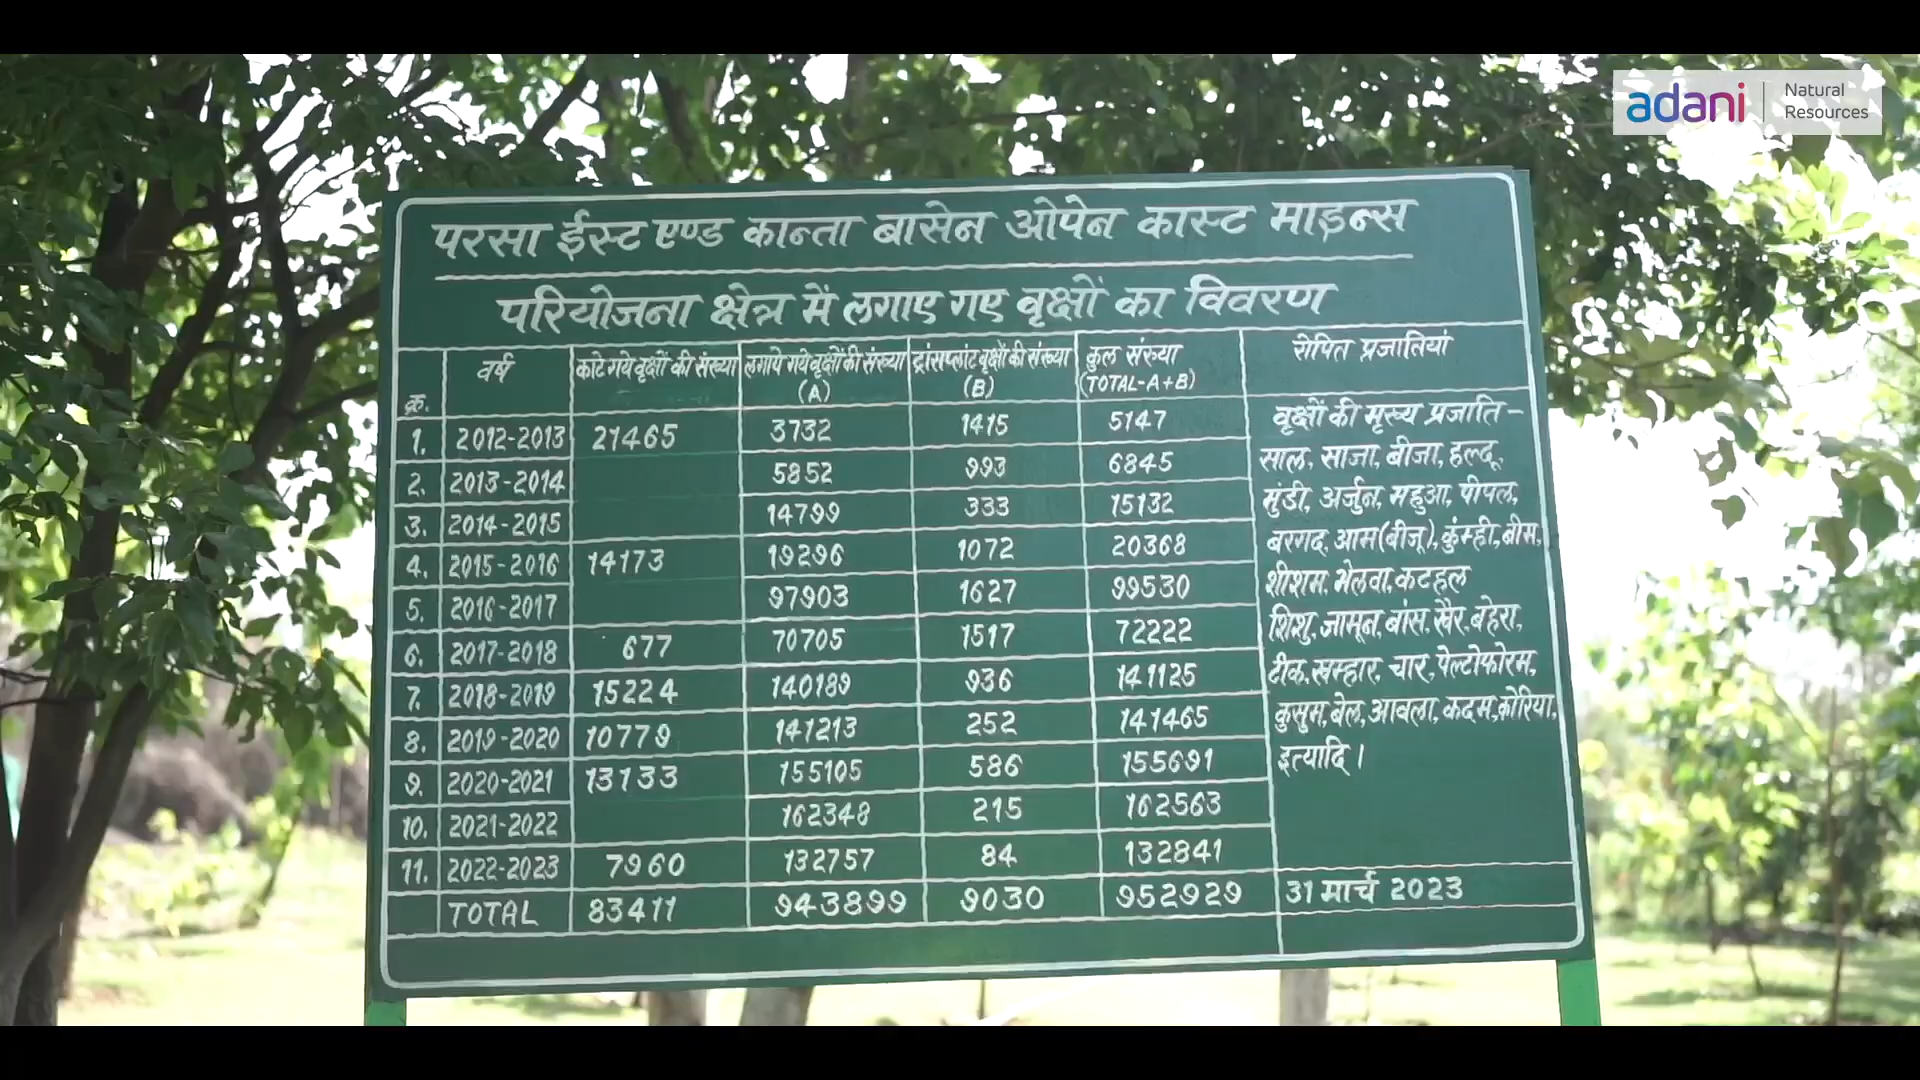 adani Natural Resources
परसा ईस्ट एण्ड कान्ता बासेन ओपेन कास्ट माइन्स
परियोजना क्षेत्र में लगाए गए वृक्षों का विवरण
क्र. वर्ष काटे गये वृक्षों की संख्या लगाये गये वृक्षों की संख्या (A) ट्रांसप्लांट वृक्षों की संख्या (B) कुल संख्या (TOTAL-A+B) रोपित प्रजातियां
1. 2012-2013 21465 3732 1415 5147 वृक्षों की मृख्य प्रजाति-
2. 2013-2014 5852 993 6845 साल, साजा, बीजा, हल्दू,
3. 2014-2015 14799 333 15132 मुंडी, अर्जुन, महुआ, पीपल,
4. 2015-2016 14173 19296 1072 20368 बरगद, आम(बीजू), कुंम्ही, बीम,
5. 2016-2017 97903 1627 99530 शीशम, भेलवा, कटहल
6. 2017-2018 677 70705 1517 72222 शिशु, जामून, बांस, खैर, बहेरा,
7. 2018-2019 15224 140189 936 141125 टीक, खम्हार, चार, पेल्टोफोरम,
8. 2019-2020 10779 141213 252 141465 कुसुम, बेल, आवला, कदम, कोरिया,
9. 2020-2021 13133 155105 586 155691 इत्यादि ।
10. 2021-2022 162348 215 162563
11. 2022-2023 7960 132757 84 132841
TOTAL 83411 943899 9030 952929 31 मार्च 2023